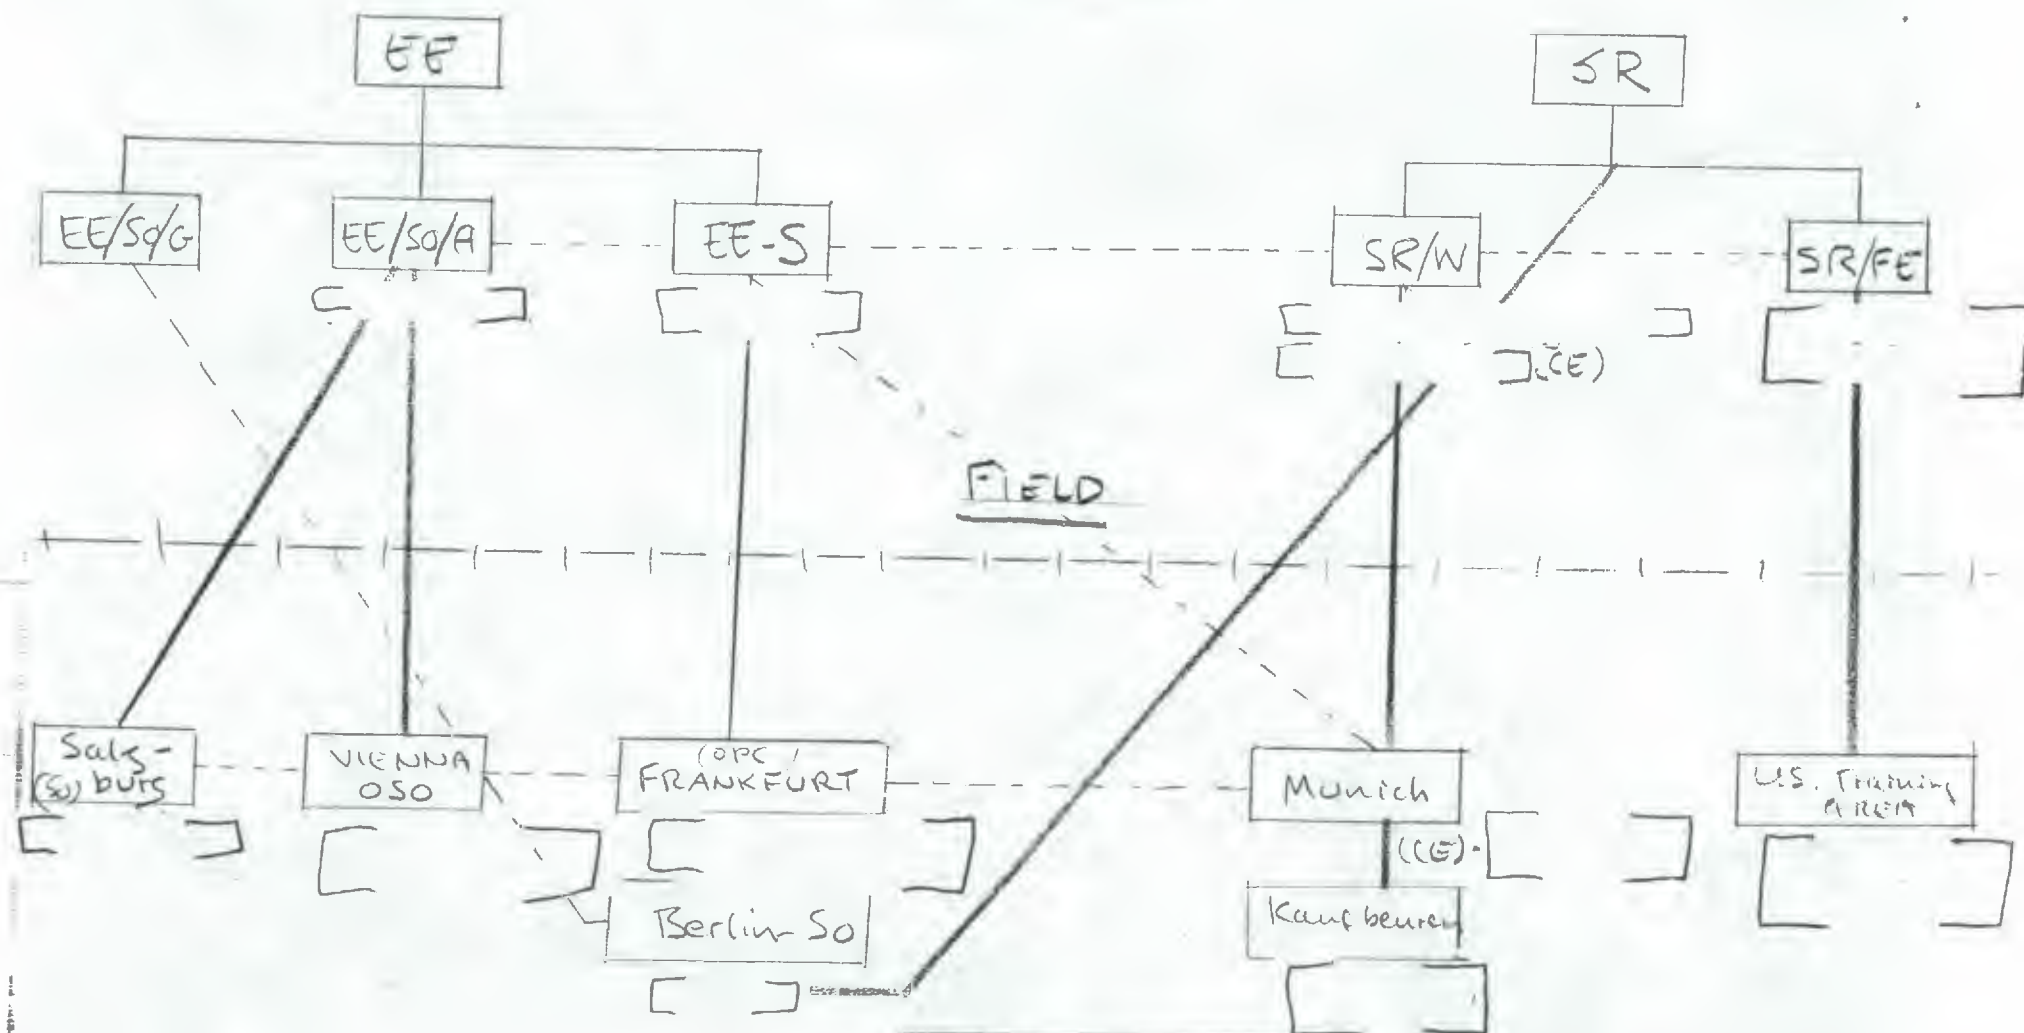 EE
SR
EE/SO/G
EE/SO/A
EE-S
SR/W
SR/FE
(CE)
FIELD
Salz-
(SO) burg
VIENNA
OSO
(OPC)
FRANKFURT
Munich
U.S. Training
AREA
(CE)
Berlin-SO
Kaufbeuren